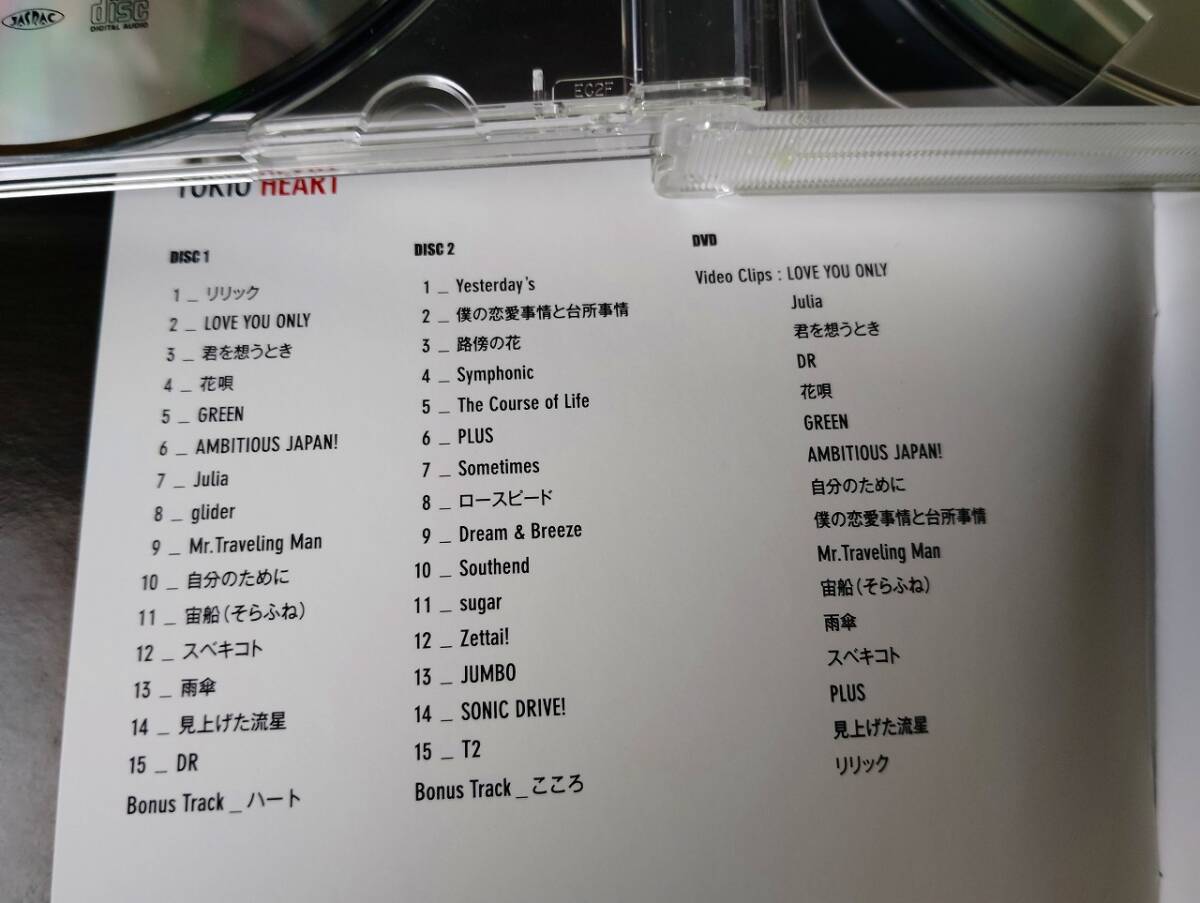 JASRAC
disc
DIGITAL AUDIO
EC2F
TOKIO HEART
DISC 1
1 _ リリック
2 _ LOVE YOU ONLY
3 _ 君を想うとき
4 _ 花唄
5 _ GREEN
6 _ AMBITIOUS JAPAN!
7 _ Julia
8 _ glider
9 _ Mr.Traveling Man
10 _ 自分のために
11 _ 宙船(そらふね)
12 _ スベキコト
13 _ 雨傘
14 _ 見上げた流星
15 _ DR
Bonus Track _ ハート
DISC 2
1 _ Yesterday's
2 _ 僕の恋愛事情と台所事情
3 _ 路傍の花
4 _ Symphonic
5 _ The Course of Life
6 _ PLUS
7 _ Sometimes
8 _ ロースピード
9 _ Dream & Breeze
10 _ Southend
11 _ sugar
12 _ Zettai!
13 _ JUMBO
14 _ SONIC DRIVE!
15 _ T2
Bonus Track _ こころ
DVD
Video Clips : LOVE YOU ONLY
Julia
君を想うとき
DR
花唄
GREEN
AMBITIOUS JAPAN!
自分のために
僕の恋愛事情と台所事情
Mr.Traveling Man
宙船(そらふね)
雨傘
スベキコト
PLUS
見上げた流星
リリック